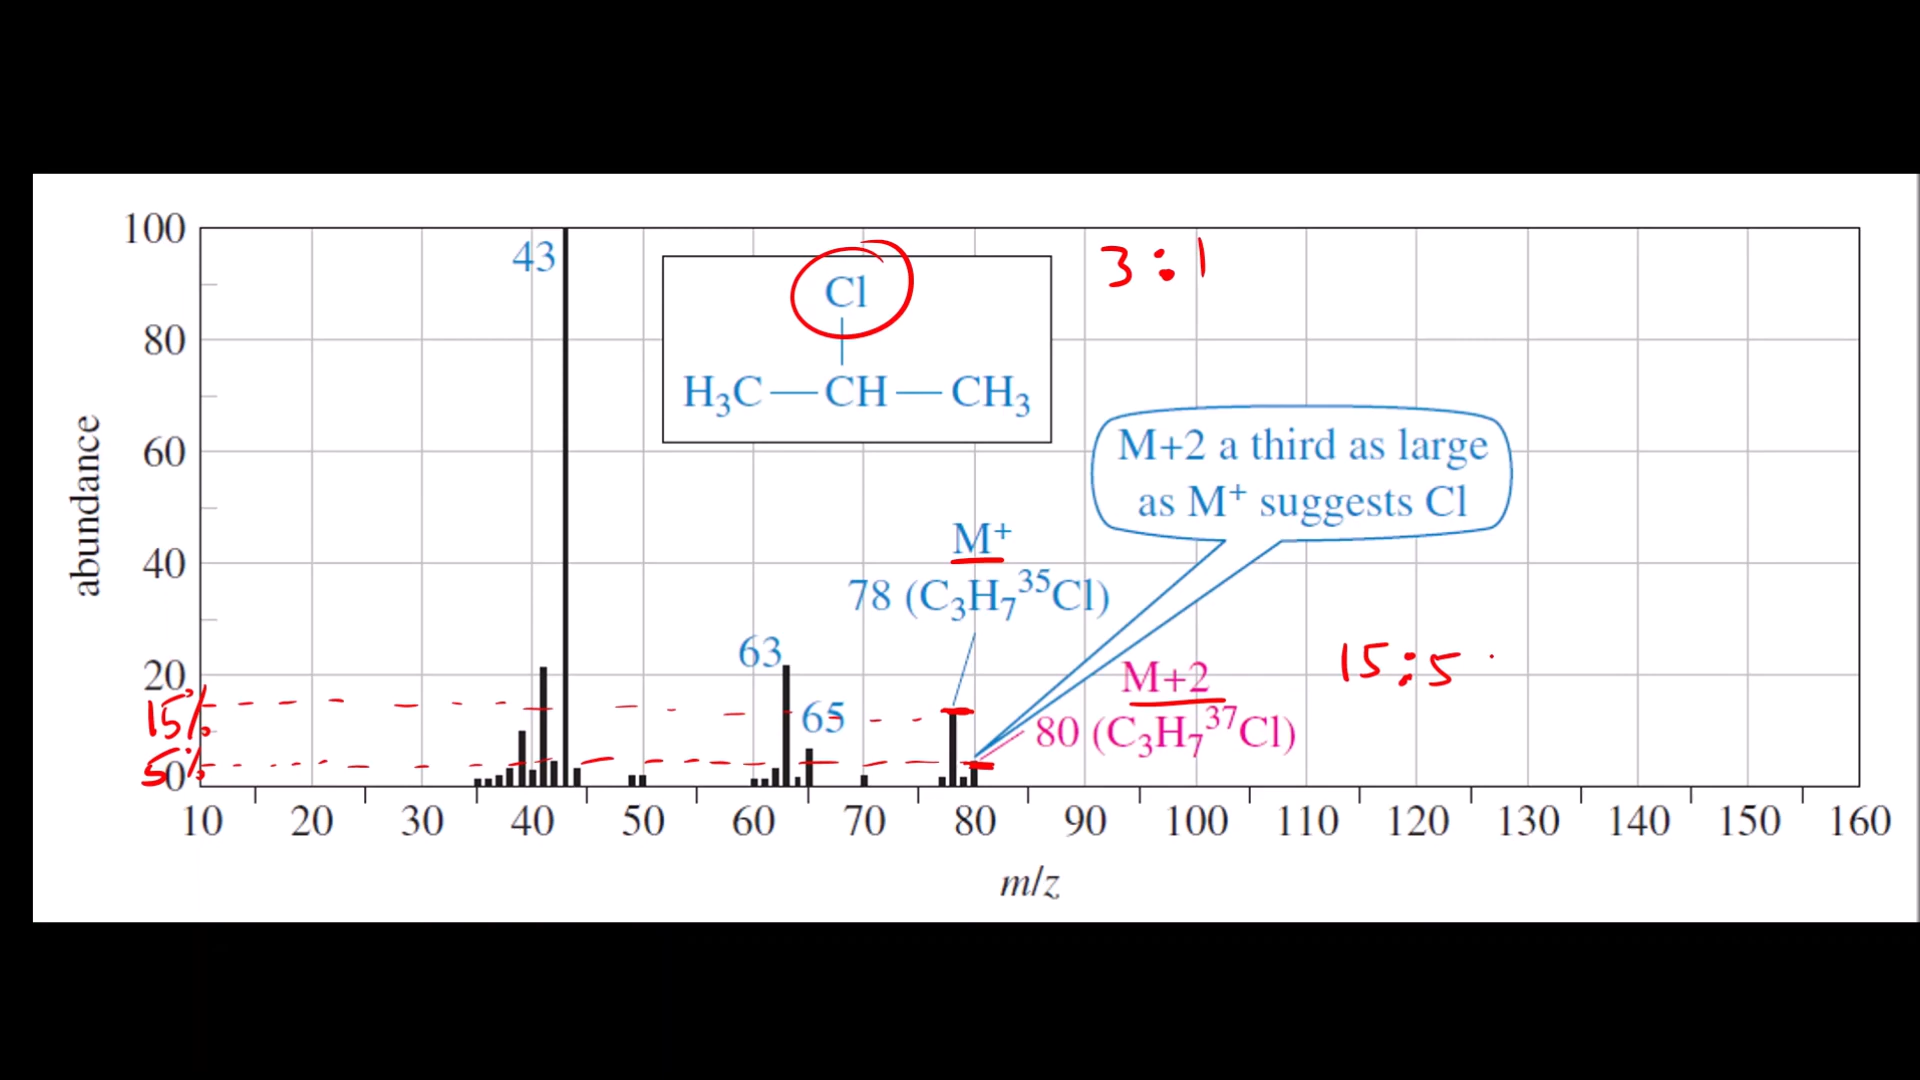 100
80
60
40
20
0
15%
5%
abundance
43
Cl
H₃C—CH—CH₃
3:1
M+2 a third as large
as M⁺ suggests Cl
M⁺
78 (C₃H₇³⁵Cl)
63
65
M+2
80 (C₃H₇³⁷Cl)
15:5
10 20 30 40 50 60 70 80 90 100 110 120 130 140 150 160
m/z